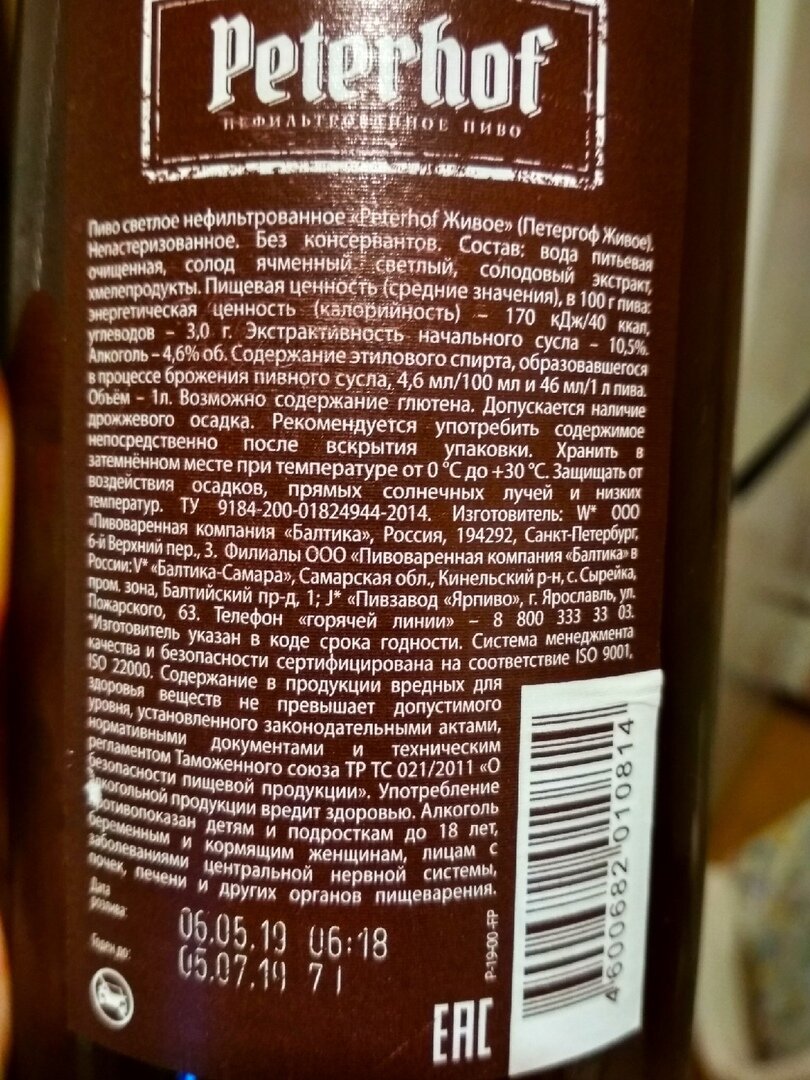 Peterhof
НЕФИЛЬТРОВАННОЕ ПИВО
Пиво светлое нефильтрованное «Peterhof Живое» (Петергоф Живое).
Непастеризованное. Без консервантов. Состав: вода питьевая
очищенная, солод ячменный светлый, солодовый экстракт,
хмелепродукты. Пищевая ценность (средние значения), в 100 г пива:
энергетическая ценность (калорийность) – 170 кДж/40 ккал,
углеводов – 3,0 г. Экстрактивность начального сусла – 10,5%.
Алкоголь – 4,6% об. Содержание этилового спирта, образовавшегося
в процессе брожения пивного сусла, 4,6 мл/100 мл и 46 мл/1 л пива.
Объём – 1л. Возможно содержание глютена. Допускается наличие
дрожжевого осадка. Рекомендуется употребить содержимое
непосредственно после вскрытия упаковки. Хранить в
затемнённом месте при температуре от 0 °C до +30 °C. Защищать от
воздействия осадков, прямых солнечных лучей и низких
температур. ТУ 9184-200-01824944-2014. Изготовитель: W* ООО
«Пивоваренная компания «Балтика», Россия, 194292, Санкт-Петербург,
6-й Верхний пер., 3. Филиалы ООО «Пивоваренная компания «Балтика» в
России: V* «Балтика-Самара», Самарская обл., Кинельский р-н, с. Сырейка,
пром. зона, Балтийский пр-д, 1; J* «Пивзавод «Ярпиво», г. Ярославль, ул.
Пожарского, 63. Телефон «горячей линии» – 8 800 333 33 03.
*Изготовитель указан в коде срока годности. Система менеджмента
качества и безопасности сертифицирована на соответствие ISO 9001,
ISO 22000. Содержание в продукции вредных для
здоровья веществ не превышает допустимого
уровня, установленного законодательными актами,
нормативными документами и техническим
регламентом Таможенного союза ТР ТС 021/2011 «О
безопасности пищевой продукции». Употребление
алкогольной продукции вредит здоровью. Алкоголь
противопоказан детям и подросткам до 18 лет,
беременным и кормящим женщинам, лицам с
заболеваниями центральной нервной системы,
почек, печени и других органов пищеварения.
Дата
розлива:
06.05.19 06:18
Годен до:
05.07.19 7J
P-19-00-FP
EAC
4600682010814